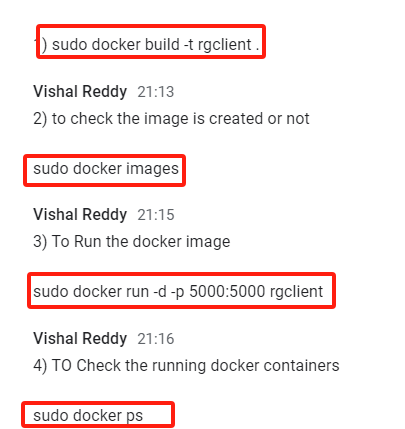 1) sudo docker build -t rgclient .
Vishal Reddy 21:13
2) to check the image is created or not
sudo docker images
Vishal Reddy 21:15
3) To Run the docker image
sudo docker run -d -p 5000:5000 rgclient
Vishal Reddy 21:16
4) TO Check the running docker containers
sudo docker ps